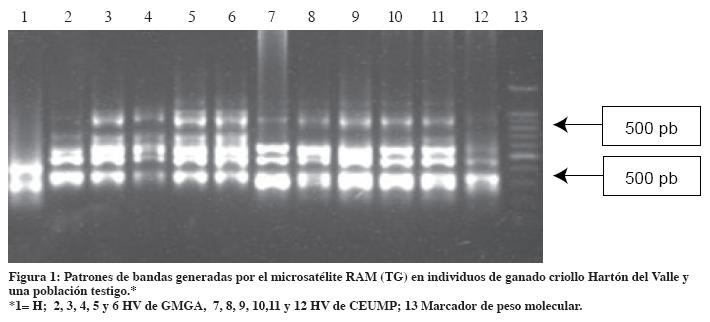 1 2 3 4 5 6 7 8 9 10 11 12 13
500 pb
500 pb
Figura 1: Patrones de bandas generadas por el microsatélite RAM (TG) en individuos de ganado criollo Hartón del Valle y
una población testigo.*
*1= H; 2, 3, 4, 5 y 6 HV de GMGA, 7, 8, 9, 10,11 y 12 HV de CEUMP; 13 Marcador de peso molecular.